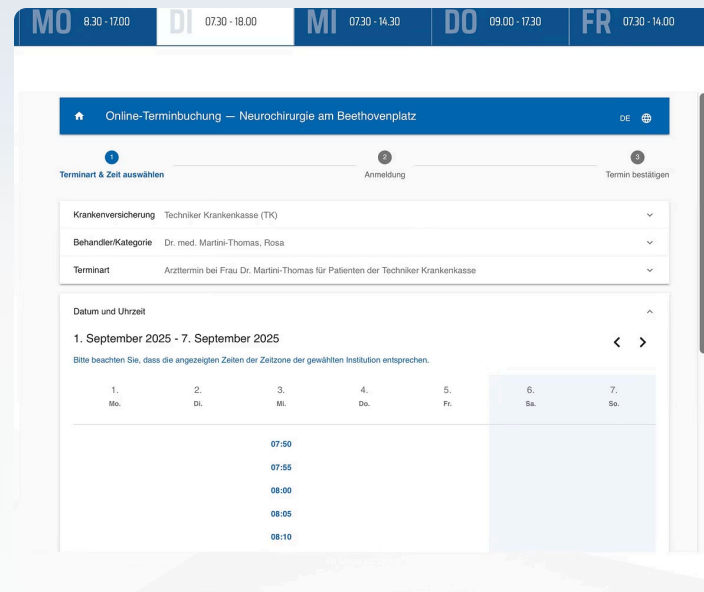 MO 8.30 - 17.00 DI 07.30 - 18.00 MI 07.30 - 14.30 DO 09.00 - 17.30 FR 07.30 - 14.00
Online-Terminbuchung — Neurochirurgie am Beethovenplatz DE
1 2 3
Terminart & Zeit auswählen Anmeldung Termin bestätigen
Krankenversicherung Techniker Krankenkasse (TK)
Behandler/Kategorie Dr. med. Martini-Thomas, Rosa
Terminart Arzttermin bei Frau Dr. Martini-Thomas für Patienten der Techniker Krankenkasse
Datum und Uhrzeit
1. September 2025 - 7. September 2025
Bitte beachten Sie, dass die angezeigten Zeiten der Zeitzone der gewählten Institution entsprechen.
1. 2. 3. 4. 5. 6. 7.
Mo. Di. Mi. Do. Fr. Sa. So.
07:50
07:55
08:00
08:05
08:10